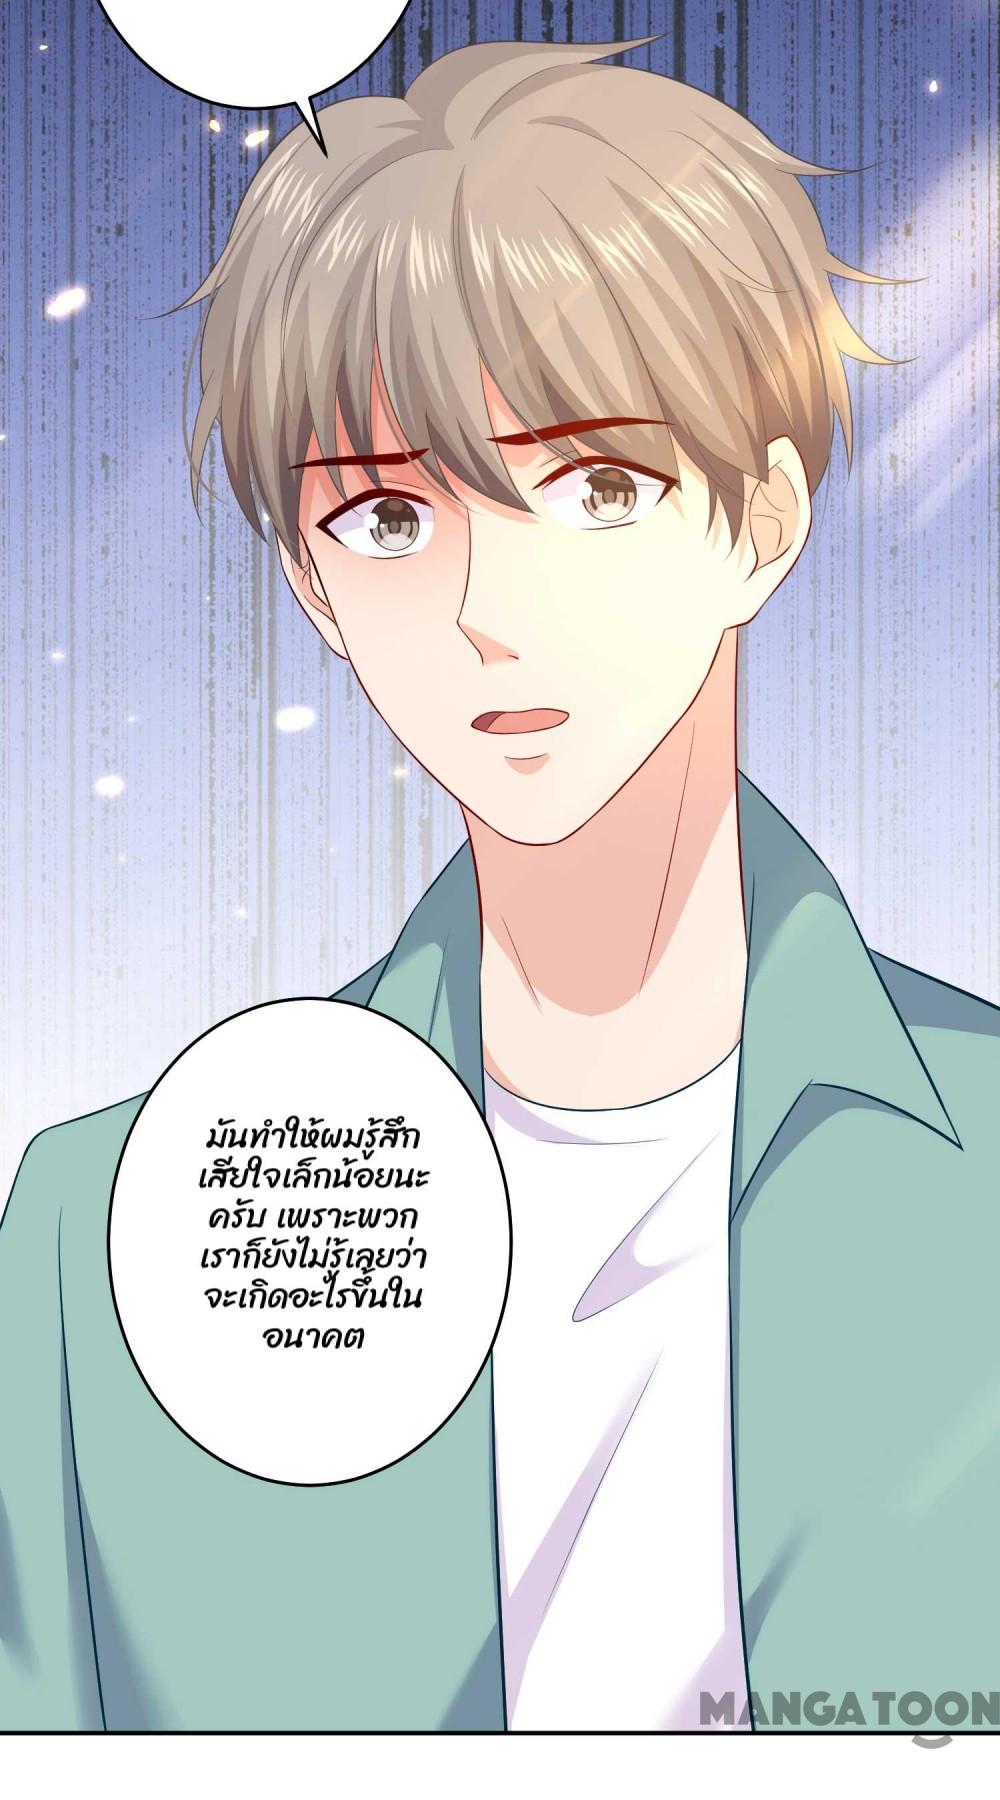 มันทำให้ผมรู้สึก
เสียใจเล็กน้อยนะ
ครับ เพราะพวก
เราก็ยังไม่รู้เลยว่า
จะเกิดอะไรขึ้นใน
อนาคต
MANGATOON